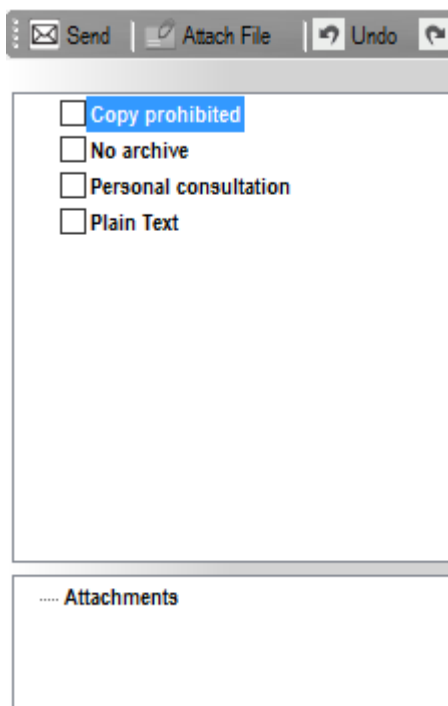 Send Attach File Undo
Copy prohibited
No archive
Personal consultation
Plain Text
Attachments